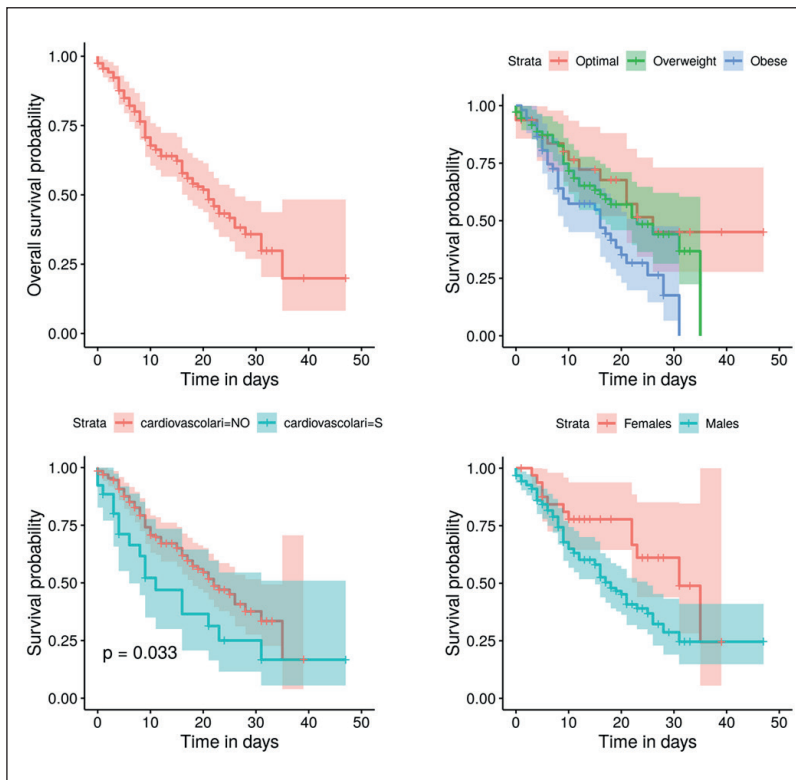 1.00
0.75
0.50
0.25
0.00
Overall survival probability
0 10 20 30 40 50
Time in days
Strata Optimal Overweight Obese
1.00
0.75
0.50
0.25
0.00
Survival probability
0 10 20 30 40 50
Time in days
Strata cardiovascolari=NO cardiovascolari=S
1.00
0.75
0.50
0.25
0.00
Survival probability
p = 0.033
0 10 20 30 40 50
Time in days
Strata Females Males
1.00
0.75
0.50
0.25
0.00
Survival probability
0 10 20 30 40 50
Time in days